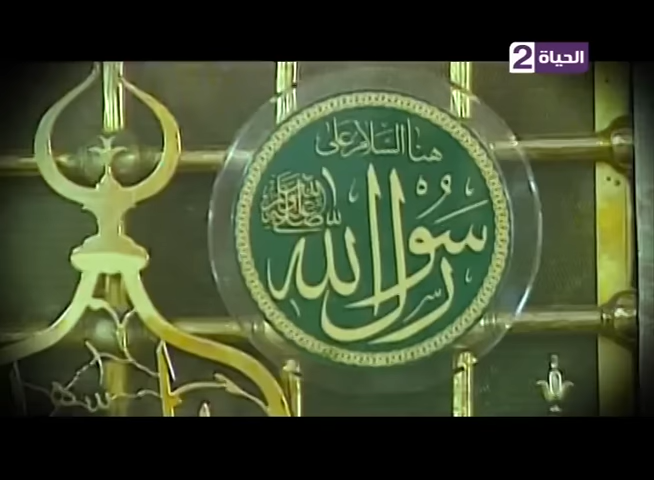 الحياة 2
هنا السلام على
رسول الله
صلى الله عليه وسلم